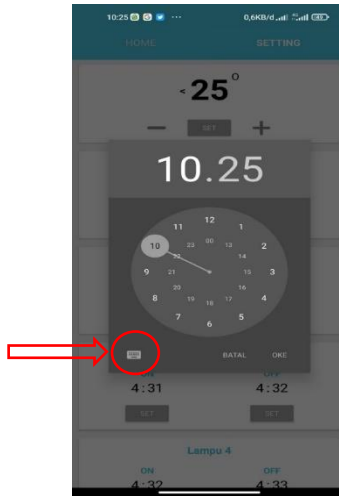 10:25 ... 0,6KB/d
HOME SETTING
< 25°
− SET +
10.25
12
11 1
00
10 23 13 2
22 14
9 21 15 3
20 16
8 19 18 17 4
7 5
6
BATAL OKE
ON OFF
4:31 4:32
SET SET
Lampu 4
ON OFF
4:32 4:33